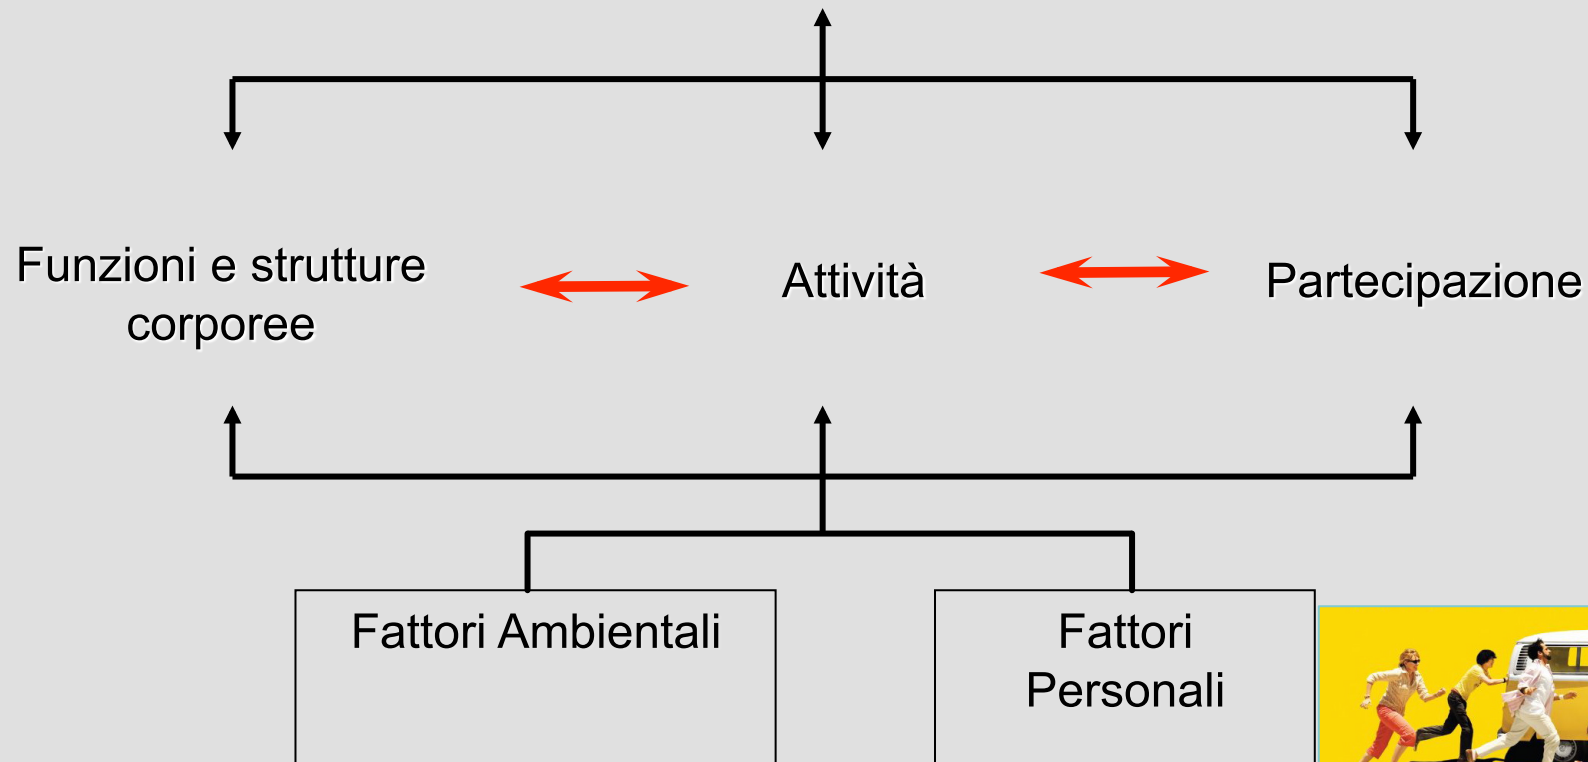 Funzioni e strutture
corporee
Attività
Partecipazione
Fattori Ambientali
Fattori
Personali